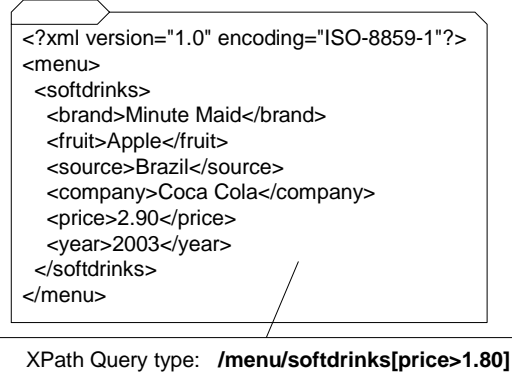 <?xml version="1.0" encoding="ISO-8859-1"?>
<menu>
<softdrinks>
<brand>Minute Maid</brand>
<fruit>Apple</fruit>
<source>Brazil</source>
<company>Coca Cola</company>
<price>2.90</price>
<year>2003</year>
</softdrinks>
</menu>
XPath Query type: /menu/softdrinks[price>1.80]